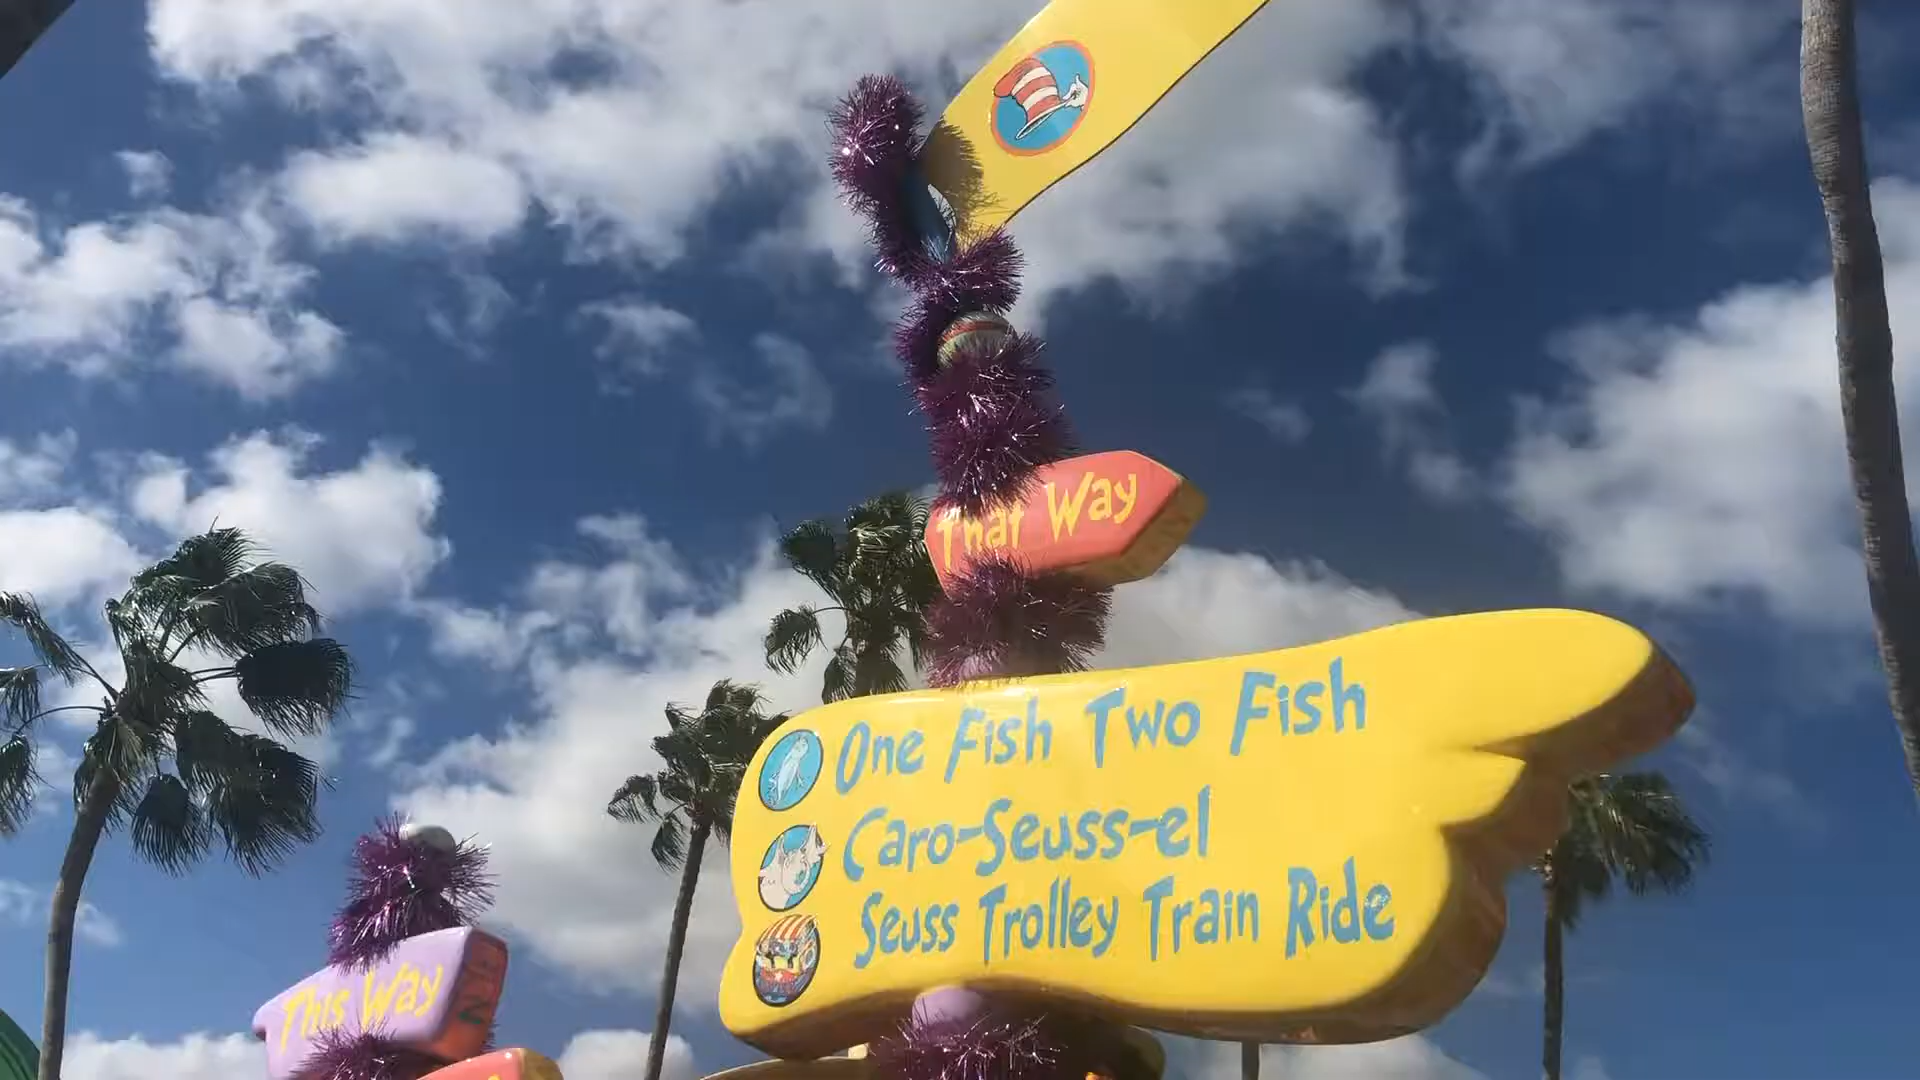 That Way
One Fish Two Fish
Caro-Seuss-el
Seuss Trolley Train Ride
This Way